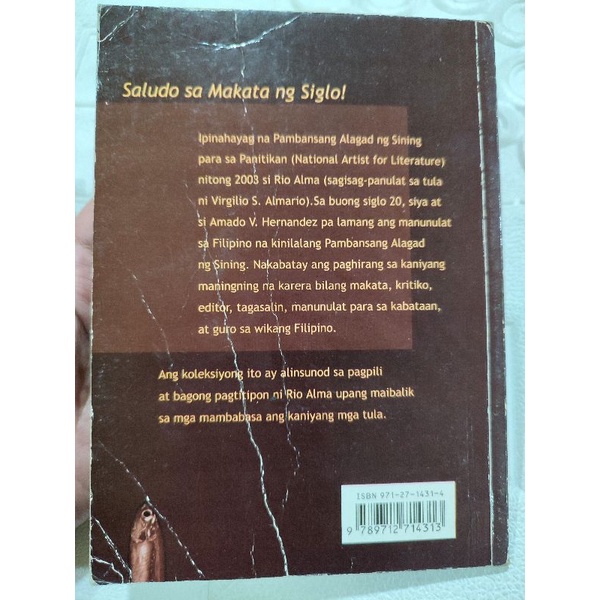 Saludo sa Makata ng Siglo!
Ipinahayag na Pambansang Alagad ng Sining
para sa Panitikan (National Artist for Literature)
nitong 2003 si Rio Alma (sagisag-panulat sa tula
ni Virgilio S. Almario).Sa buong siglo 20, siya at
si Amado V. Hernandez pa lamang ang manunulat
sa Filipino na kinilalang Pambansang Alagad
ng Sining. Nakabatay ang paghirang sa kaniyang
maningning na karera bilang makata, kritiko,
editor, tagasalin, manunulat para sa kabataan,
at guro sa wikang Filipino.
Ang koleksiyong ito ay alinsunod sa pagpili
at bagong pagtitipon ni Rio Alma upang maibalik
sa mga mambabasa ang kaniyang mga tula.
ISBN 971-27-1431-4
9 789712 714313